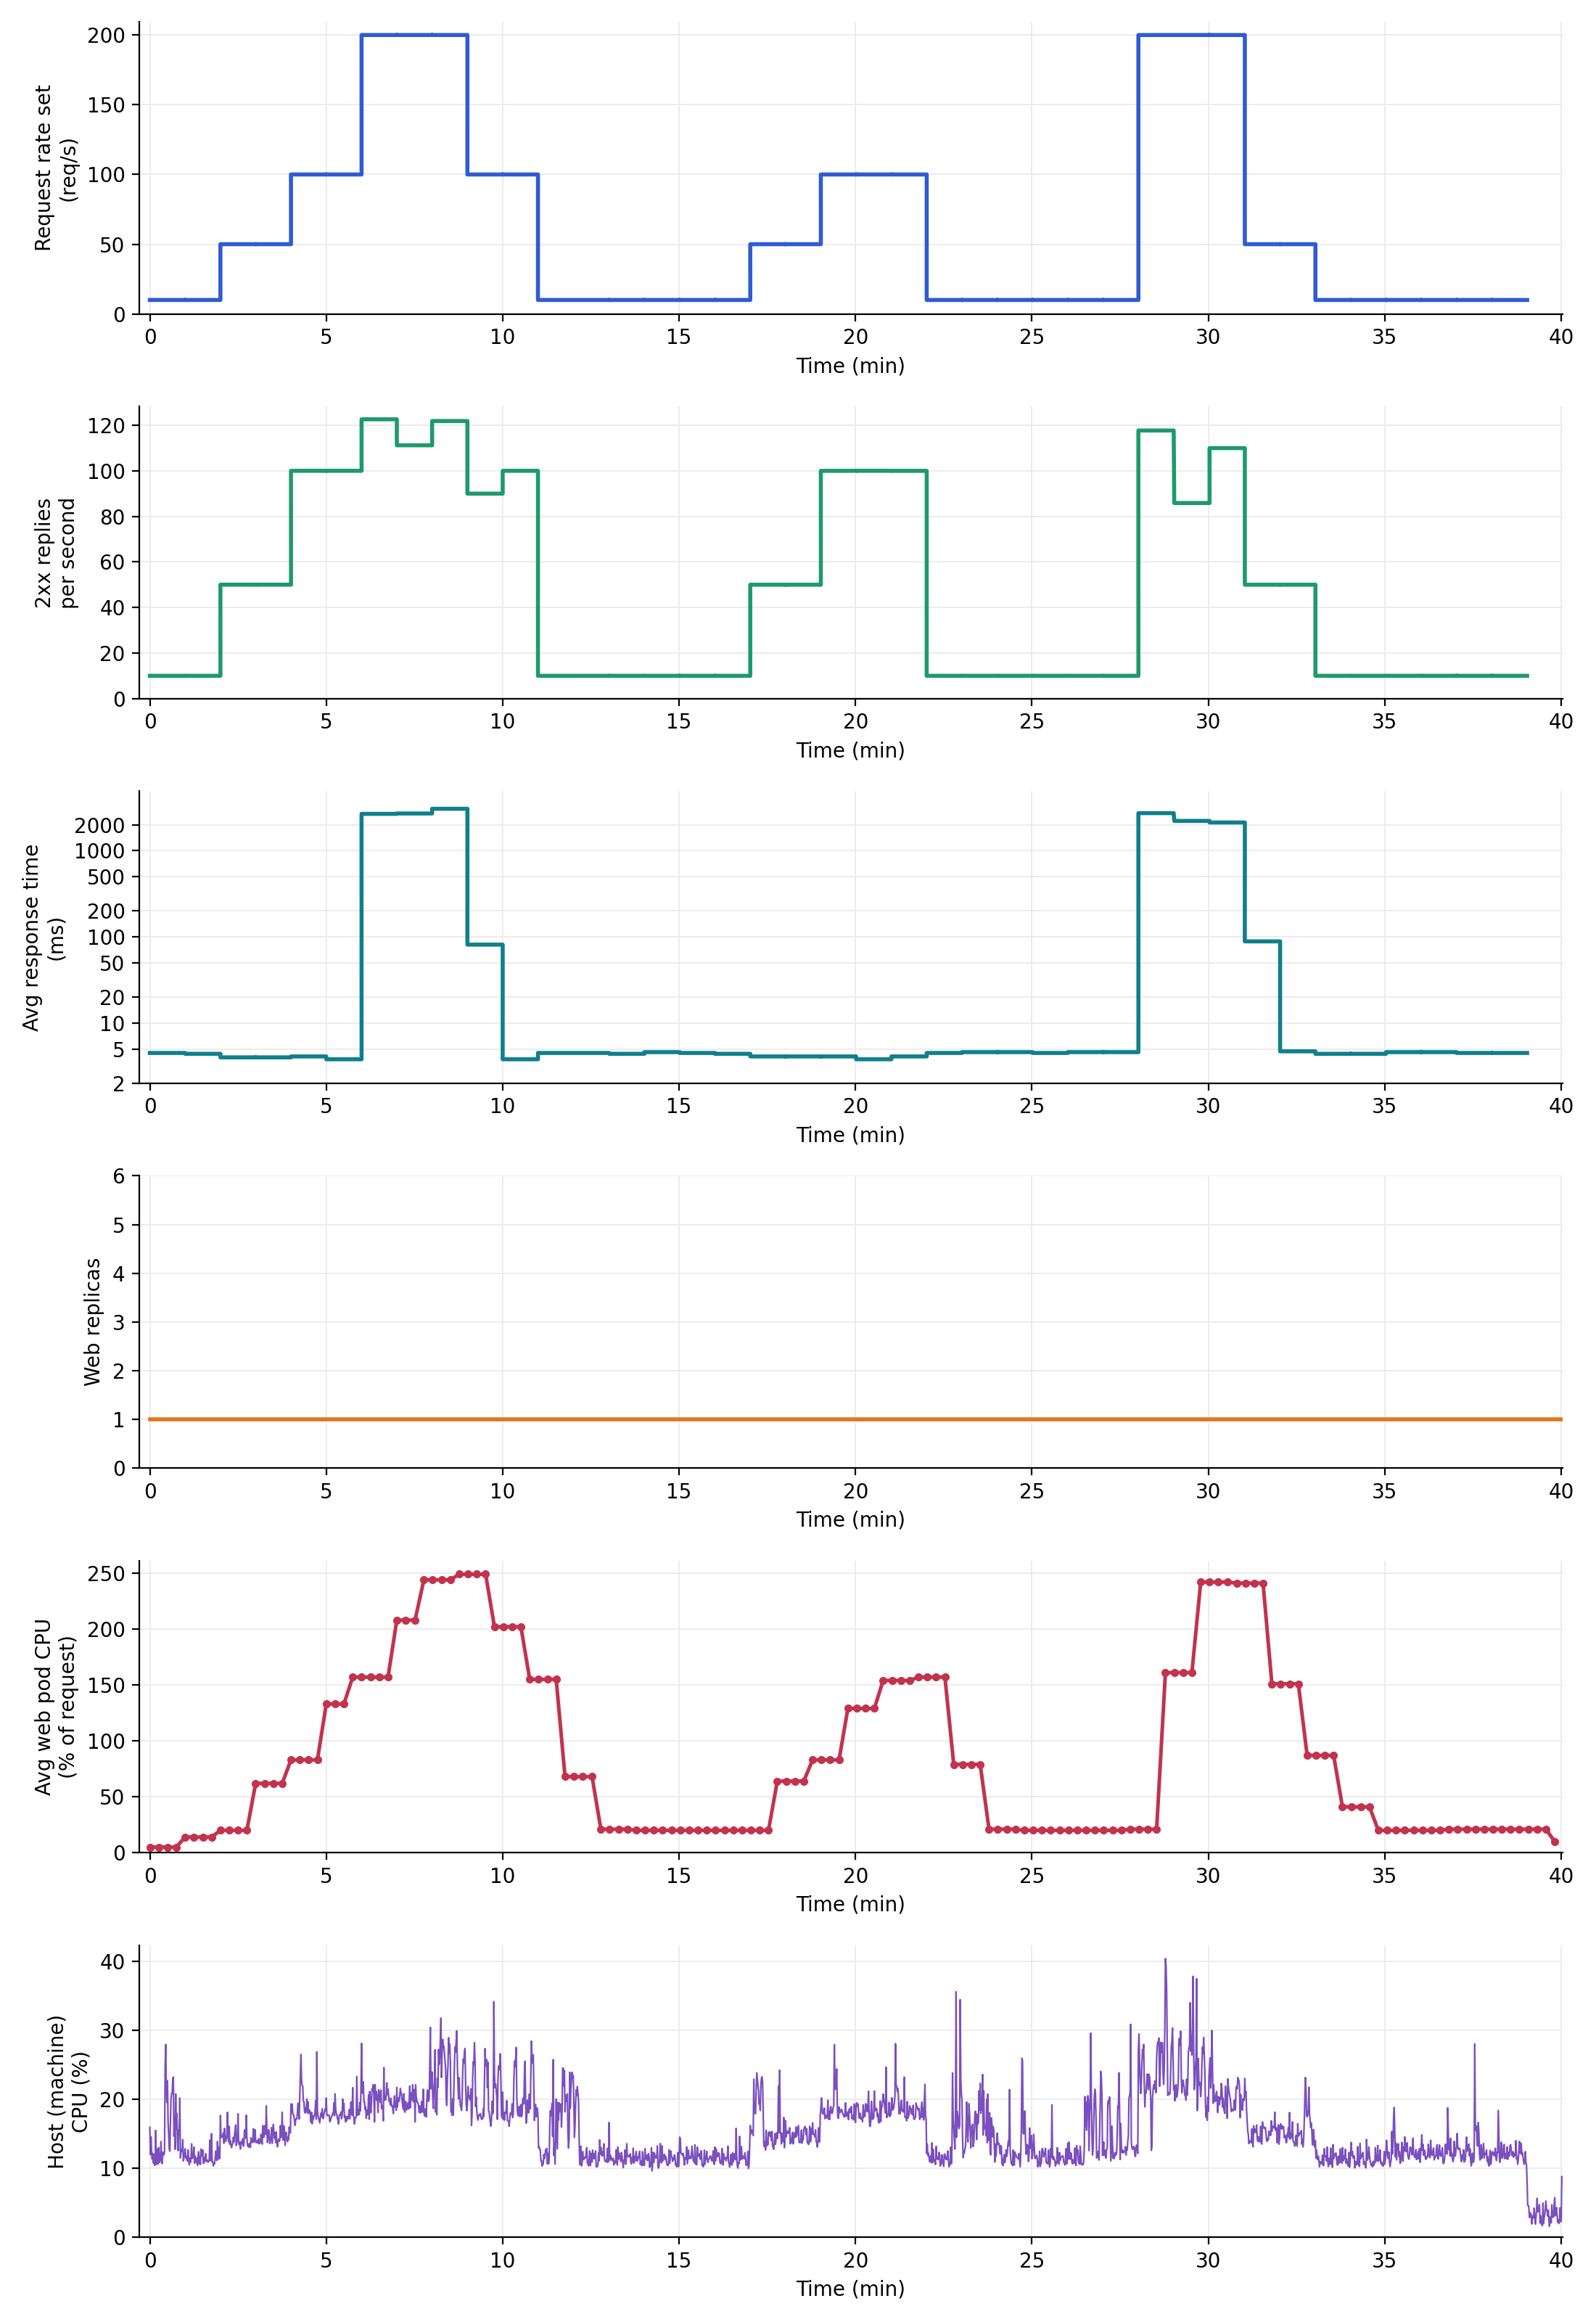 Request rate set
(req/s)
200
150
100
50
0
0 5 10 15 20 25 30 35 40
Time (min)
2xx replies
per second
120
100
80
60
40
20
0
0 5 10 15 20 25 30 35 40
Time (min)
Avg response time
(ms)
2000
1000
500
200
100
50
20
10
5
2
0 5 10 15 20 25 30 35 40
Time (min)
Web replicas
6
5
4
3
2
1
0
0 5 10 15 20 25 30 35 40
Time (min)
Avg web pod CPU
(% of request)
250
200
150
100
50
0
0 5 10 15 20 25 30 35 40
Time (min)
Host (machine)
CPU (%)
40
30
20
10
0
0 5 10 15 20 25 30 35 40
Time (min)